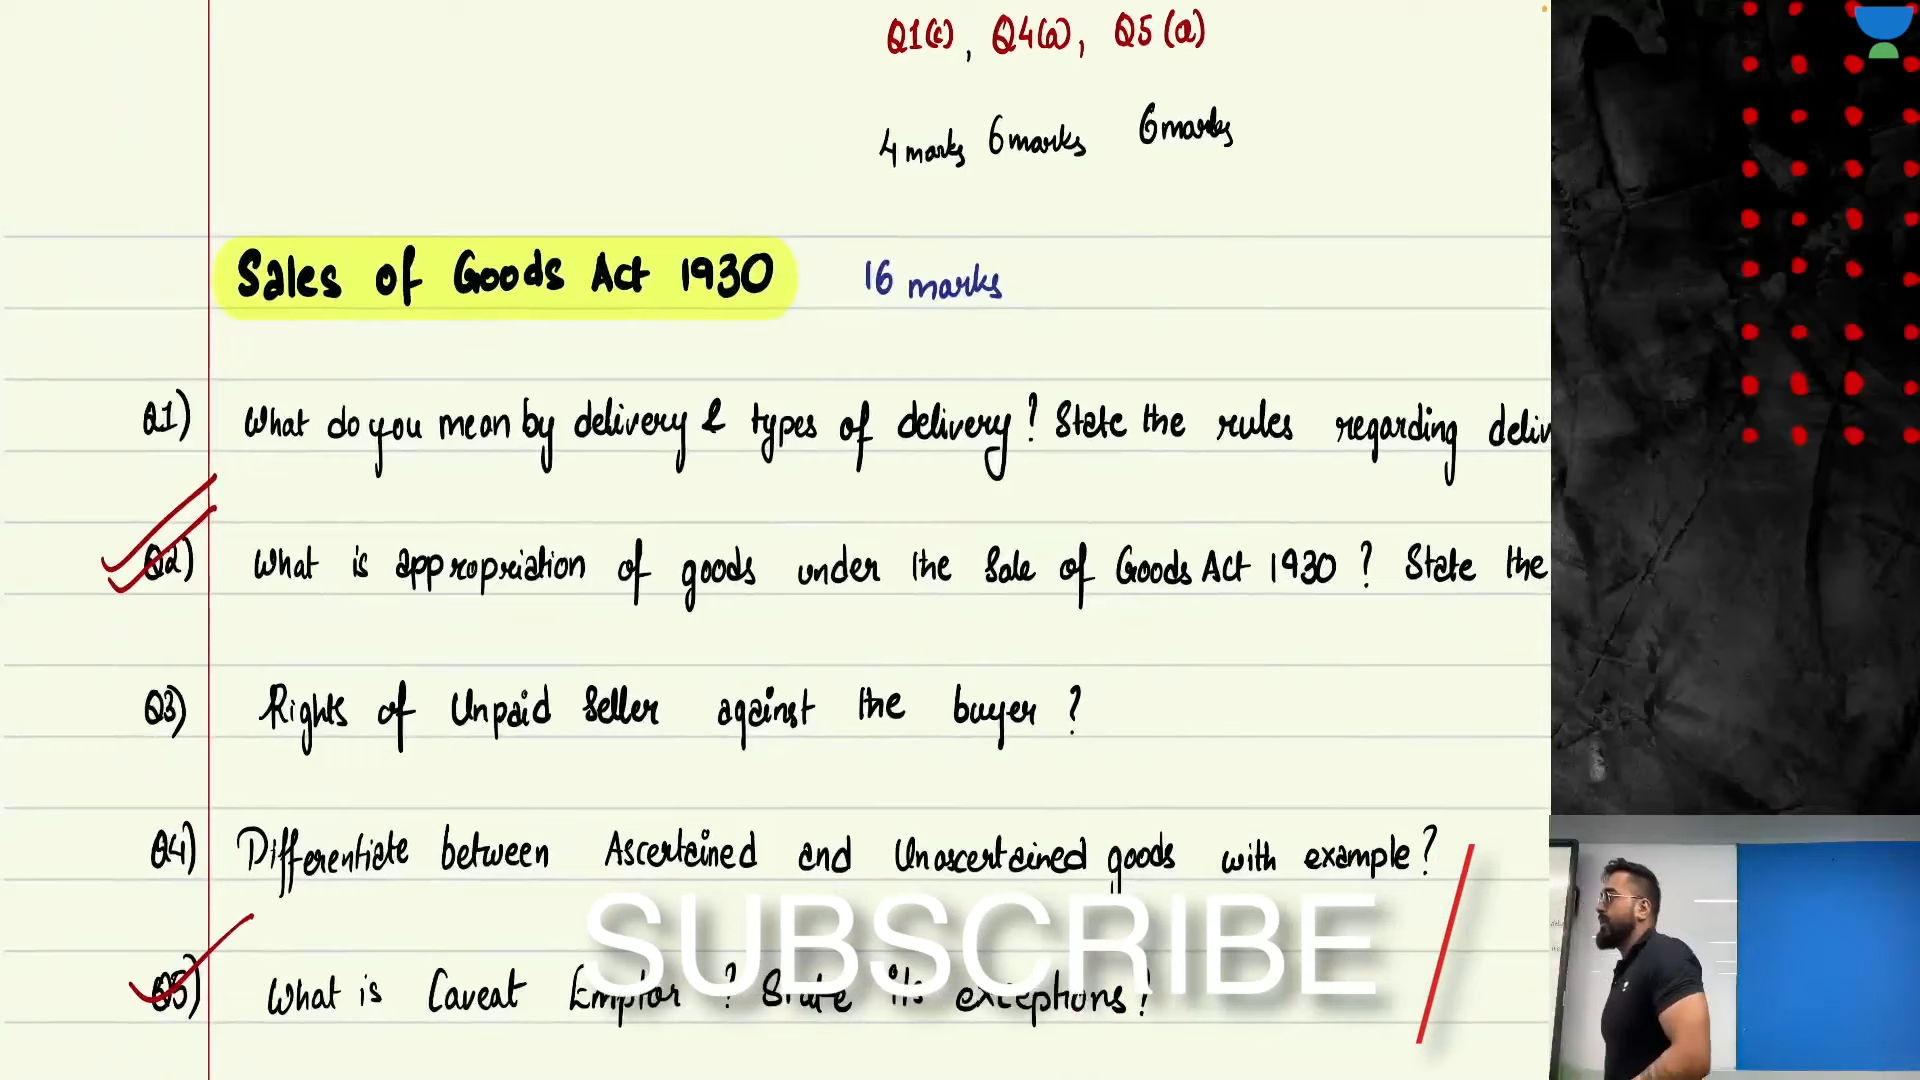 Q1(c), Q4(a), Q5(a)
4 marks 6 marks 6 marks
Sales of Goods Act 1930 16 marks
Q1) What do you mean by delivery & types of delivery? State the rules regarding deliv
Q2) What is appropriation of goods under the Sale of Goods Act 1930? State the
Q3) Rights of Unpaid Seller against the buyer?
Q4) Differentiate between Ascertained and Unascertained goods with example?
SUBSCRIBE
Q5) What is Caveat Emptor? State its exceptions?